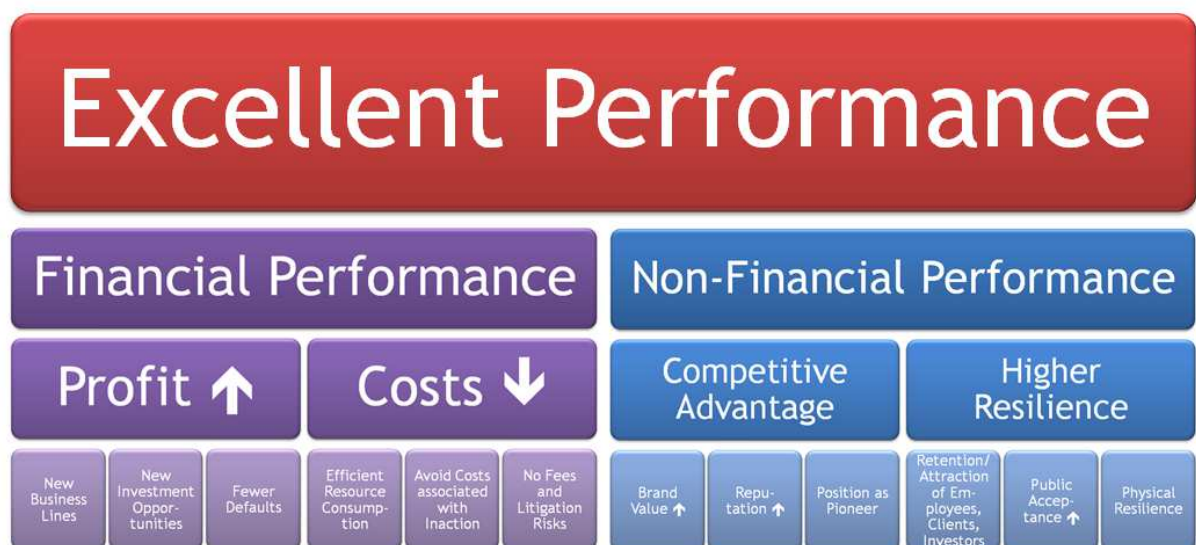 Excellent Performance
Financial Performance
Non-Financial Performance
Profit ↑
Costs ↓
Competitive
Advantage
Higher
Resilience
New
Business
Lines
New
Investment
Oppor-
tunities
Fewer
Defaults
Efficient
Resource
Consump-
tion
Avoid Costs
associated
with
Inaction
No Fees
and
Litigation
Risks
Brand
Value ↑
Repu-
tation ↑
Position as
Pioneer
Retention/
Attraction
of Em-
ployees,
Clients,
Investors
Public
Accep-
tance ↑
Physical
Resilience